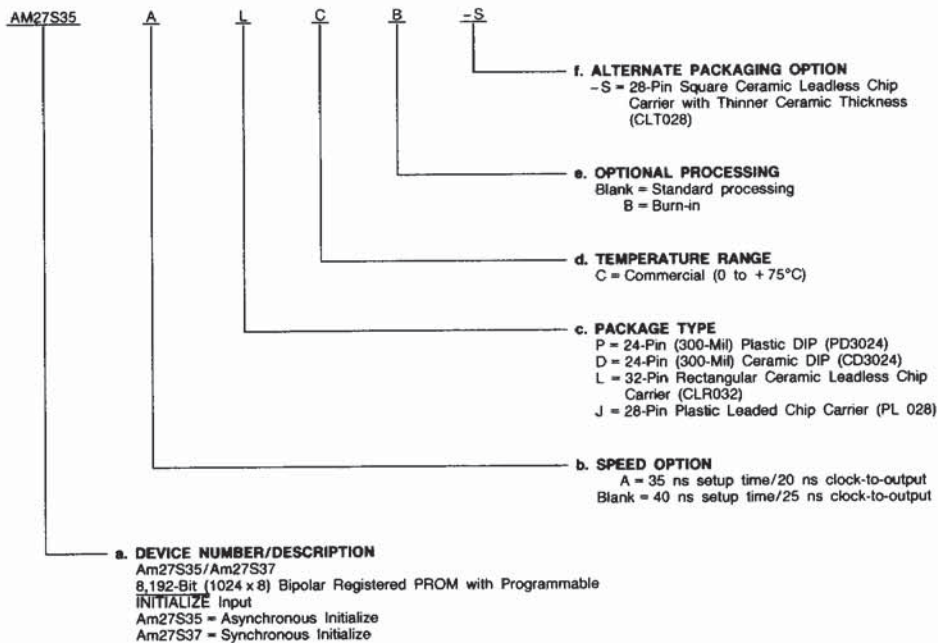 AM27S35 A L C B -S
f. ALTERNATE PACKAGING OPTION
-S = 28-Pin Square Ceramic Leadless Chip
Carrier with Thinner Ceramic Thickness
(CLT028)
e. OPTIONAL PROCESSING
Blank = Standard processing
B = Burn-in
d. TEMPERATURE RANGE
C = Commercial (0 to +75°C)
c. PACKAGE TYPE
P = 24-Pin (300-Mil) Plastic DIP (PD3024)
D = 24-Pin (300-Mil) Ceramic DIP (CD3024)
L = 32-Pin Rectangular Ceramic Leadless Chip
Carrier (CLR032)
J = 28-Pin Plastic Leaded Chip Carrier (PL 028)
b. SPEED OPTION
A = 35 ns setup time/20 ns clock-to-output
Blank = 40 ns setup time/25 ns clock-to-output
a. DEVICE NUMBER/DESCRIPTION
Am27S35/Am27S37
8,192-Bit (1024 x 8) Bipolar Registered PROM with Programmable
INITIALIZE Input
Am27S35 = Asynchronous Initialize
Am27S37 = Synchronous Initialize